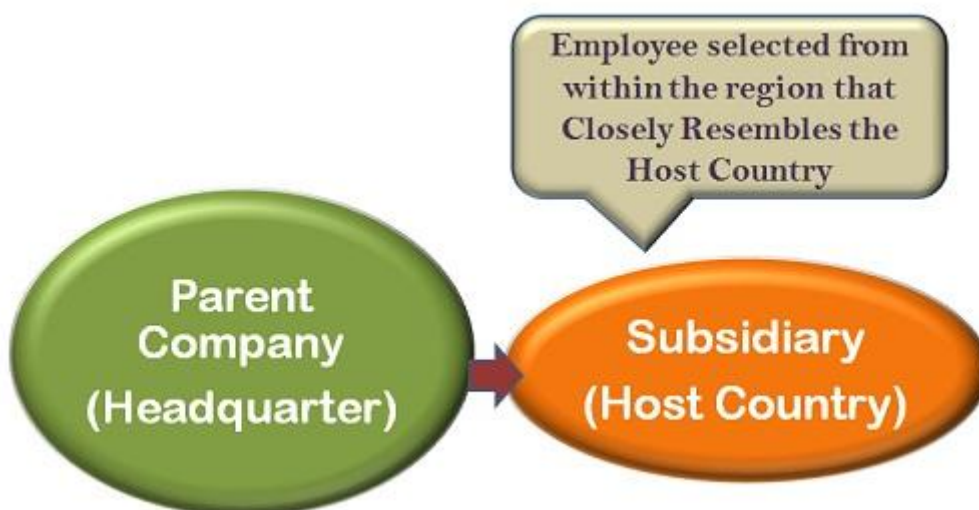 Employee selected from
within the region that
Closely Resembles the
Host Country
Parent
Company
(Headquarter)
Subsidiary
(Host Country)